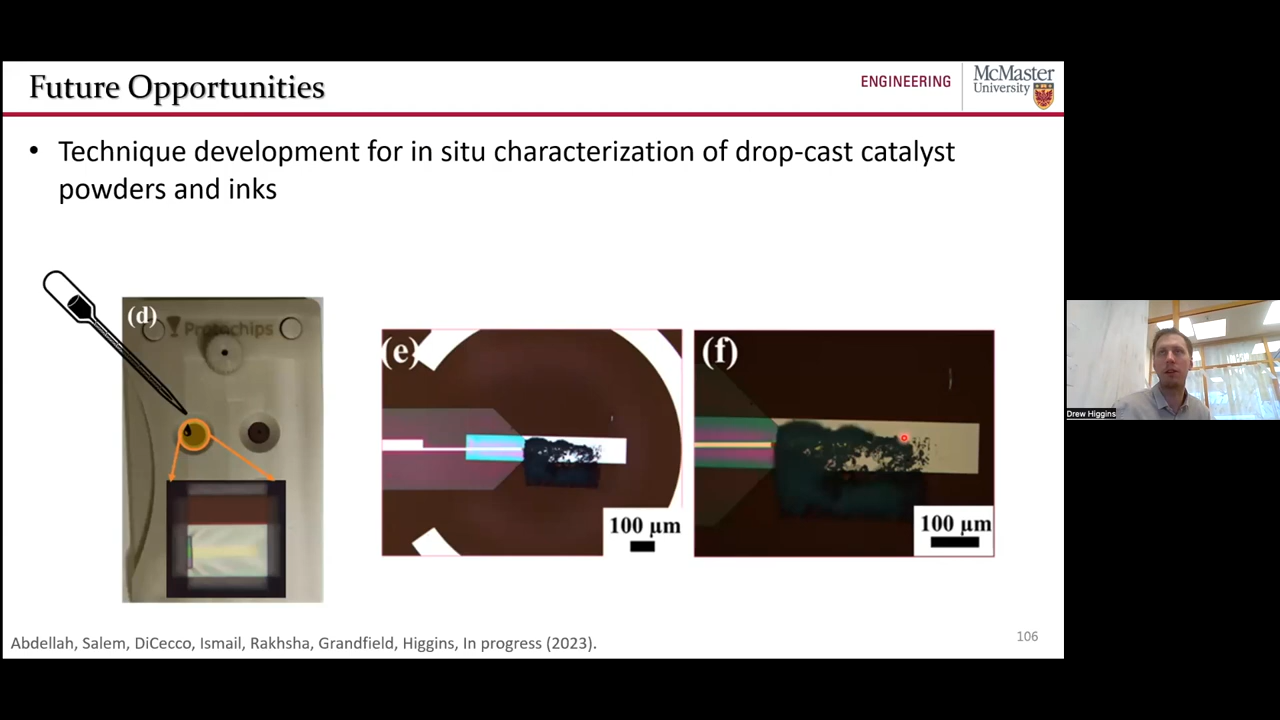 Future Opportunities
ENGINEERING
McMaster
University
• Technique development for in situ characterization of drop-cast catalyst
powders and inks
(d)
Protochips
(e)
(f)
100 µm
100 µm
Drew Higgins
Abdellah, Salem, DiCecco, Ismail, Rakhsha, Grandfield, Higgins, In progress (2023).
106